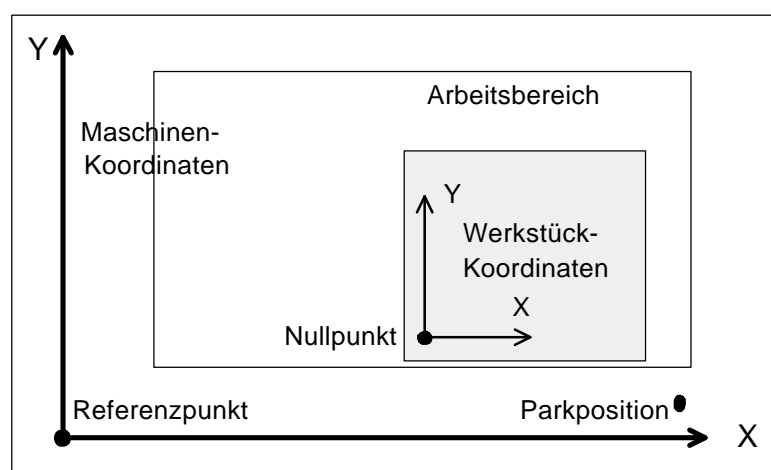 Y
Arbeitsbereich
Maschinen-
Koordinaten
Y
Werkstück-
Koordinaten
X
Nullpunkt
Referenzpunkt
Parkposition
X